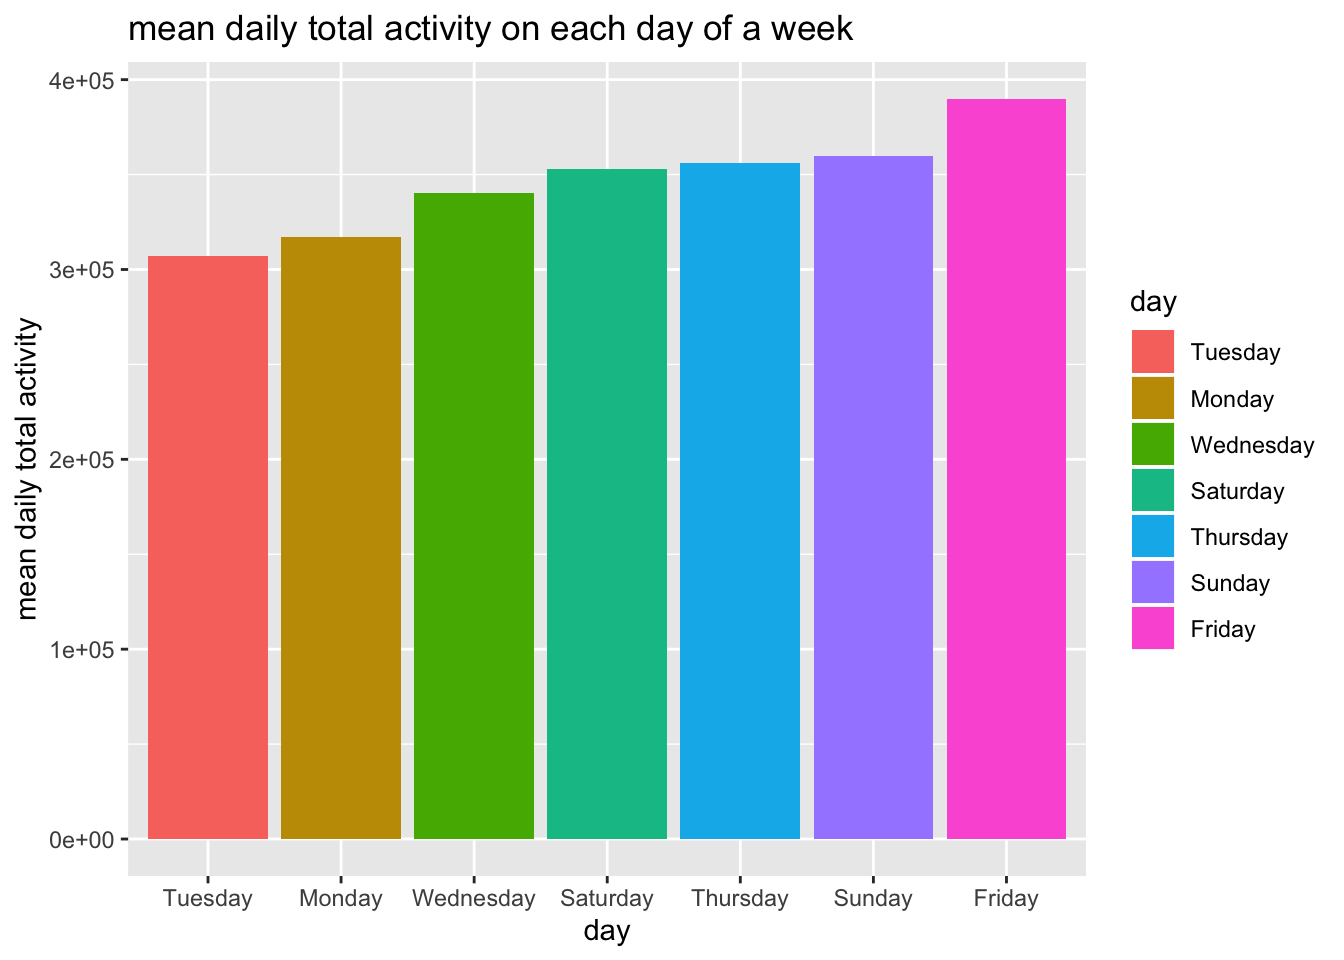 mean daily total activity on each day of a week
mean daily total activity
4e+05
3e+05
2e+05
1e+05
0e+00
Tuesday Monday Wednesday Saturday Thursday Sunday Friday
day
day
Tuesday
Monday
Wednesday
Saturday
Thursday
Sunday
Friday